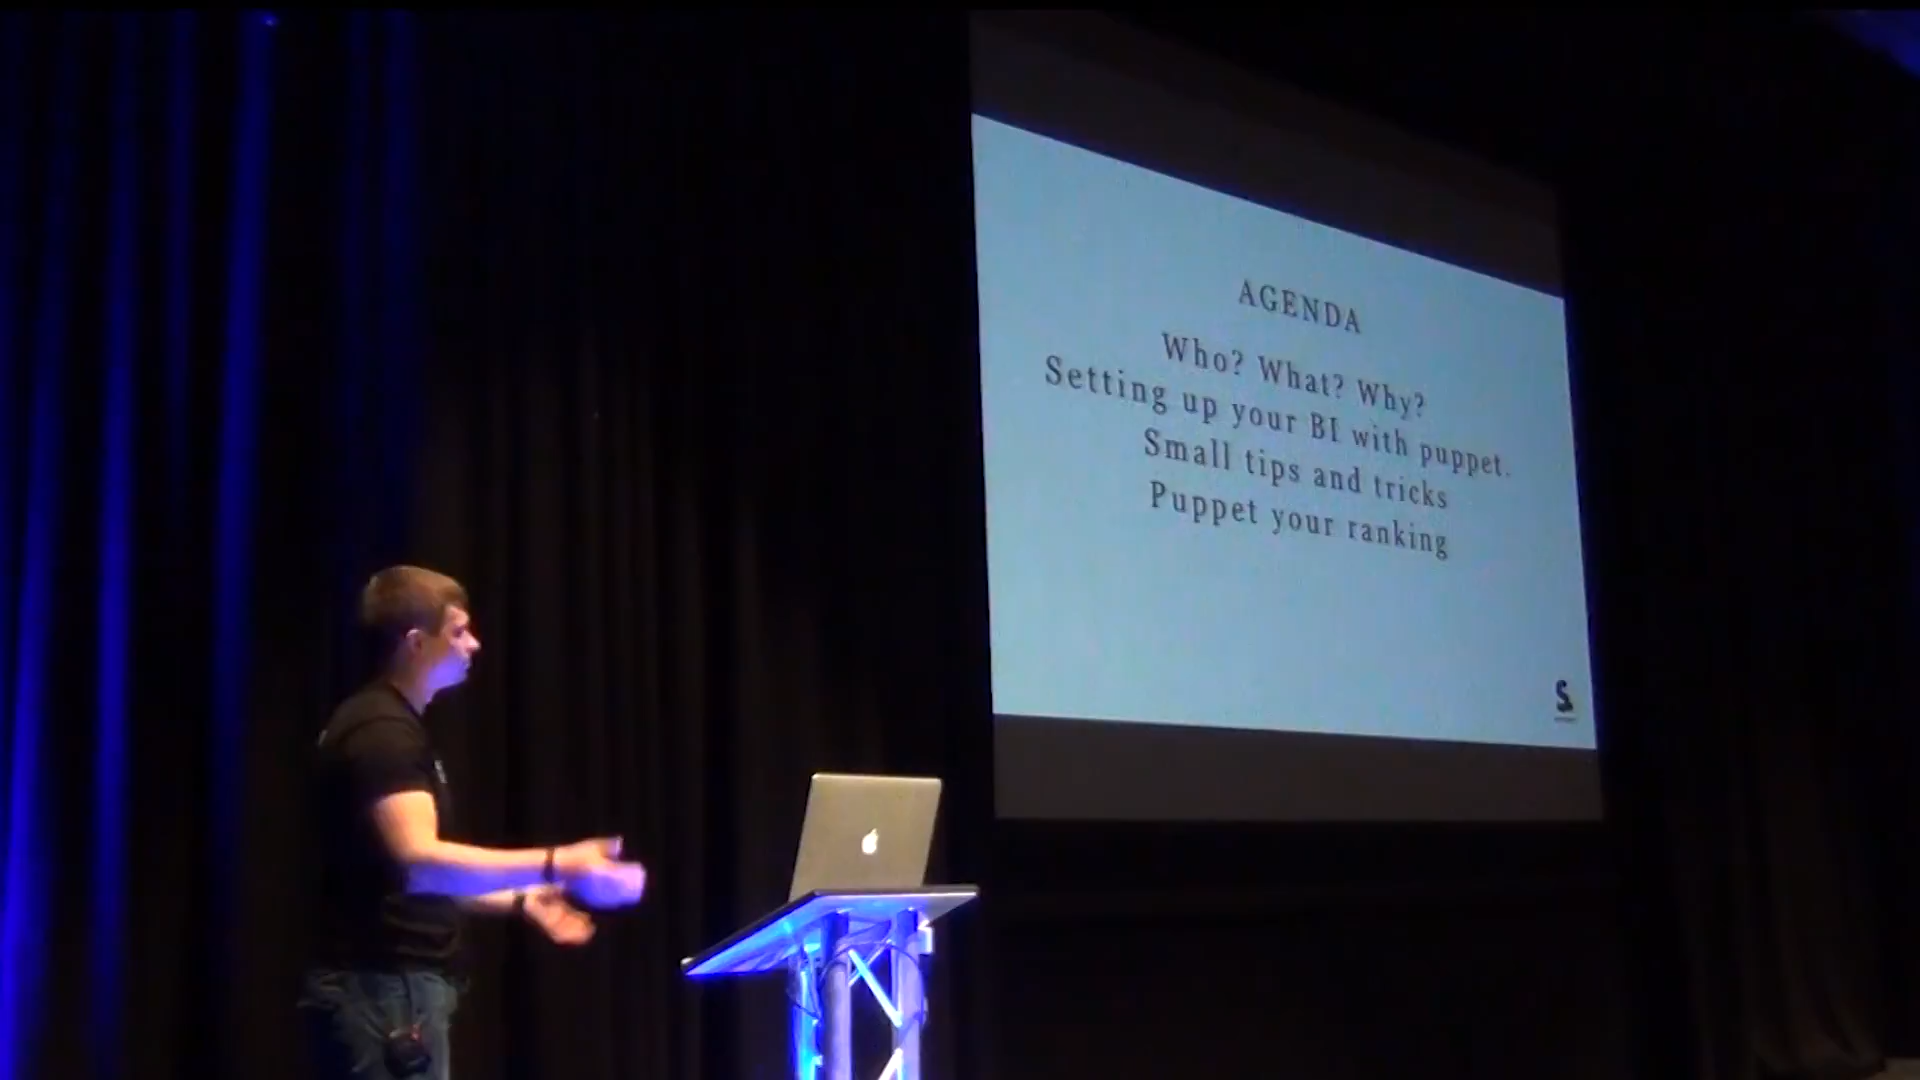 AGENDA
Who? What? Why?
Setting up your BI with puppet.
Small tips and tricks
Puppet your ranking
S